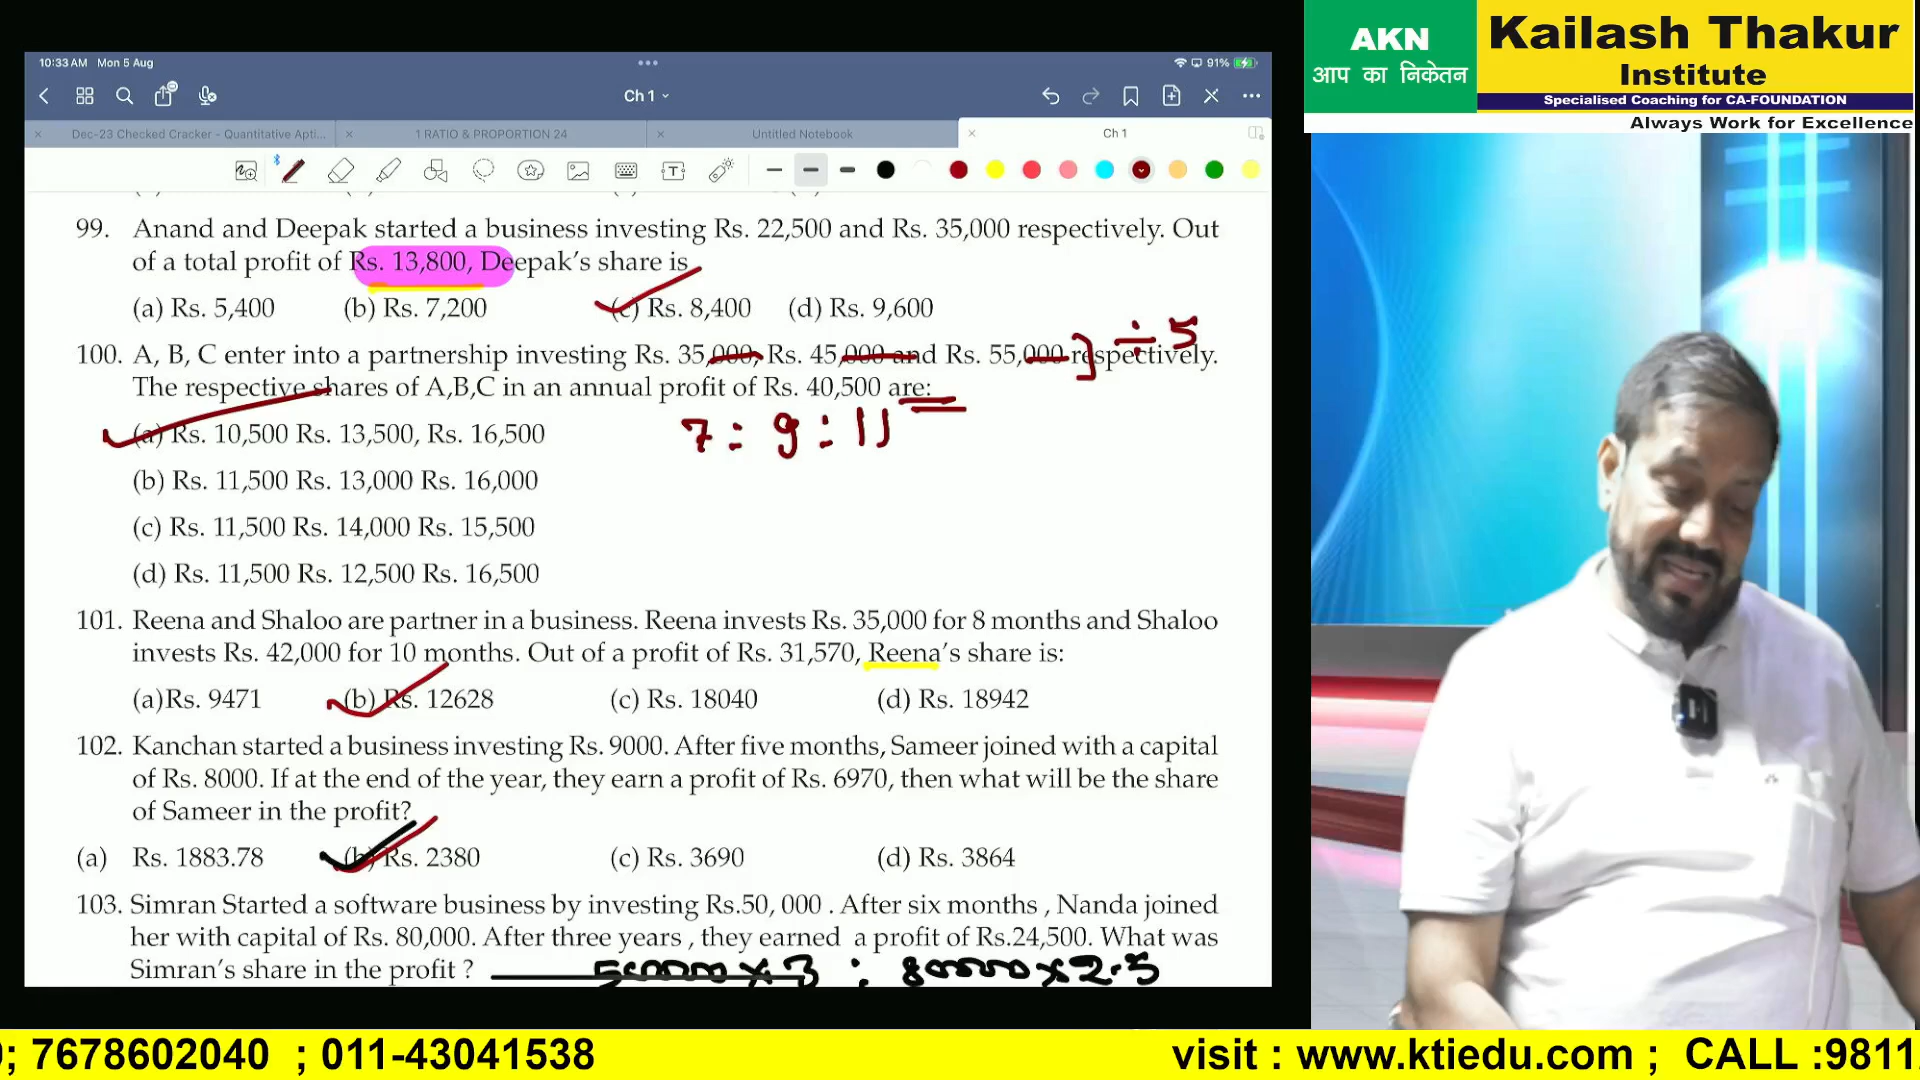 AKN
आप का निकेतन
Kailash Thakur
Institute
Specialised Coaching for CA-FOUNDATION
Always Work for Excellence
10:33 AM Mon 5 Aug
91%
Ch 1
Dec-23 Checked Cracker - Quantitative Apti...
1 RATIO & PROPORTION 24
Untitled Notebook
Ch 1
99. Anand and Deepak started a business investing Rs. 22,500 and Rs. 35,000 respectively. Out
of a total profit of Rs. 13,800, Deepak's share is
(a) Rs. 5,400 (b) Rs. 7,200 (c) Rs. 8,400 (d) Rs. 9,600
÷ 5
100. A, B, C enter into a partnership investing Rs. 35,000, Rs. 45,000 and Rs. 55,000 respectively.
The respective shares of A,B,C in an annual profit of Rs. 40,500 are:
7 : 9 : 11
(a) Rs. 10,500 Rs. 13,500, Rs. 16,500
(b) Rs. 11,500 Rs. 13,000 Rs. 16,000
(c) Rs. 11,500 Rs. 14,000 Rs. 15,500
(d) Rs. 11,500 Rs. 12,500 Rs. 16,500
101. Reena and Shaloo are partner in a business. Reena invests Rs. 35,000 for 8 months and Shaloo
invests Rs. 42,000 for 10 months. Out of a profit of Rs. 31,570, Reena's share is:
(a)Rs. 9471 (b) Rs. 12628 (c) Rs. 18040 (d) Rs. 18942
102. Kanchan started a business investing Rs. 9000. After five months, Sameer joined with a capital
of Rs. 8000. If at the end of the year, they earn a profit of Rs. 6970, then what will be the share
of Sameer in the profit?
(a) Rs. 1883.78 (b) Rs. 2380 (c) Rs. 3690 (d) Rs. 3864
103. Simran Started a software business by investing Rs.50, 000 . After six months , Nanda joined
her with capital of Rs. 80,000. After three years , they earned a profit of Rs.24,500. What was
Simran's share in the profit ?
50000 x 3 : 80000 x 2.5
; 7678602040 ; 011-43041538
visit : www.ktiedu.com ; CALL :9811